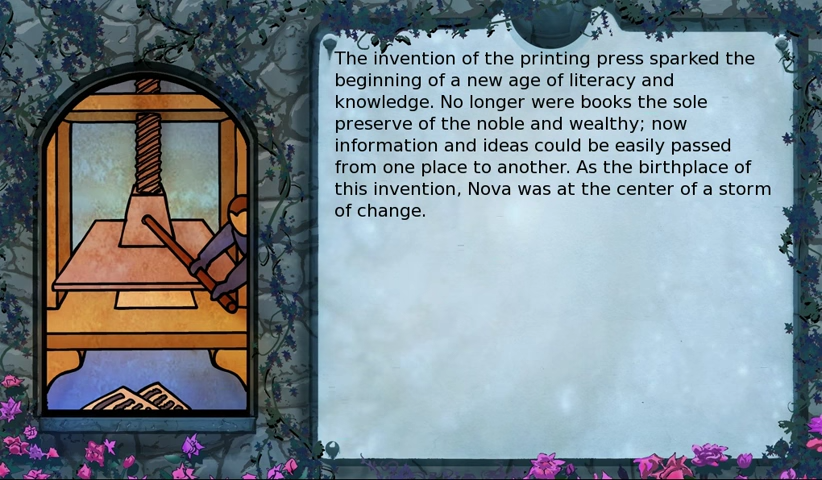 The invention of the printing press sparked the
beginning of a new age of literacy and
knowledge. No longer were books the sole
preserve of the noble and wealthy; now
information and ideas could be easily passed
from one place to another. As the birthplace of
this invention, Nova was at the center of a storm
of change.